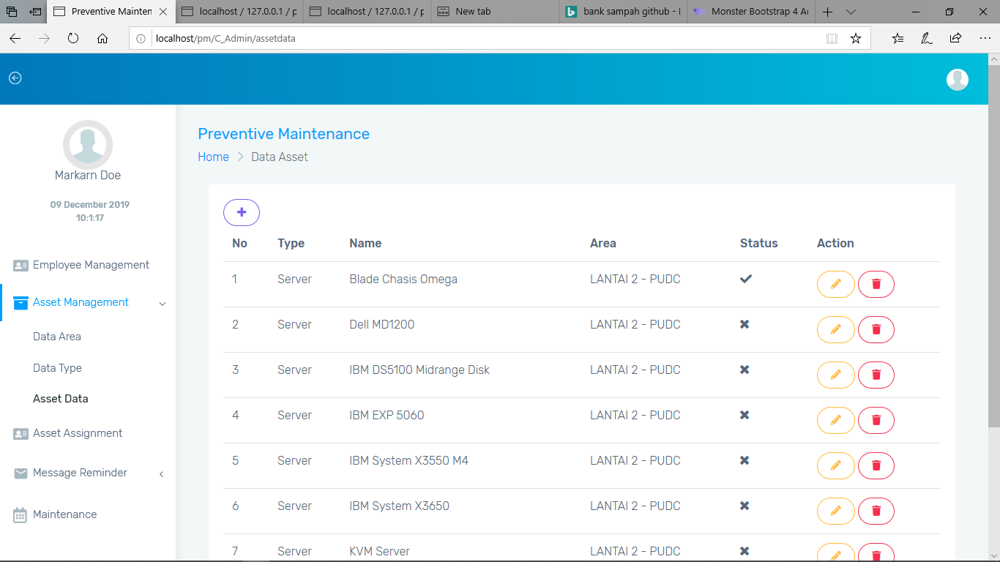 Preventive Mainten
localhost / 127.0.0.1 / p
localhost / 127.0.0.1 / p
New tab
bank sampah github - 
Monster Bootstrap 4 Ad
localhost/pm/C_Admin/assetdata
Markarn Doe
09 December 2019
10:1:17
Employee Management
Asset Management
Data Area
Data Type
Asset Data
Asset Assignment
Message Reminder
Maintenance
Preventive Maintenance
Home > Data Asset
+
No Type Name Area Status Action
1 Server Blade Chasis Omega LANTAI 2 - PUDC
2 Server Dell MD1200 LANTAI 2 - PUDC
3 Server IBM DS5100 Midrange Disk LANTAI 2 - PUDC
4 Server IBM EXP 5060 LANTAI 2 - PUDC
5 Server IBM System X3550 M4 LANTAI 2 - PUDC
6 Server IBM System X3650 LANTAI 2 - PUDC
7 Server KVM Server LANTAI 2 - PUDC